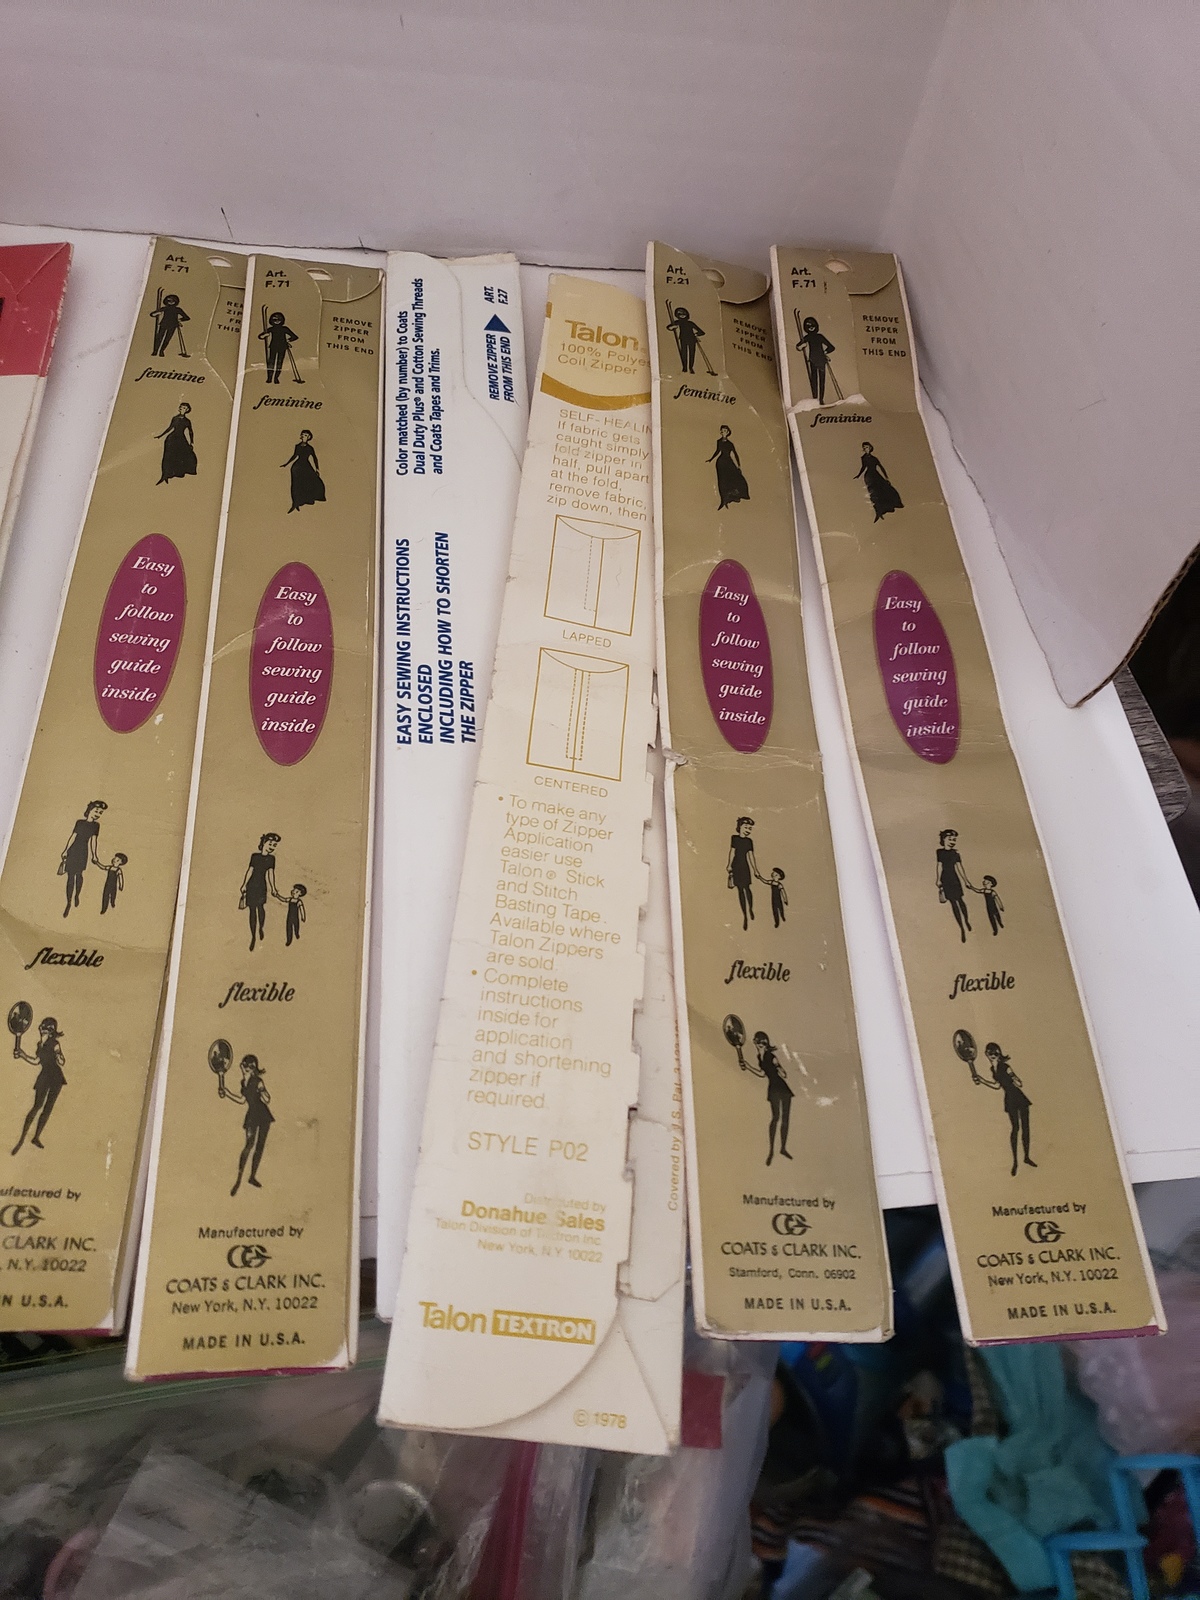 Art.
F.71
feminine
Easy
to
follow
sewing
guide
inside
flexible
CLARK INC.
N.Y. 10022
U.S.A.
Art.
F.71
REMOVE
ZIPPER
FROM
THIS END
feminine
Easy
to
follow
sewing
guide
inside
flexible
Manufactured by
COATS & CLARK INC.
New York, N.Y. 10022
MADE IN U.S.A.
Color matched (by number) to Coats
Dual Duty Plus® and Cotton Sewing Threads
and Coats Tapes and Trims.
REMOVE ZIPPER
FROM THIS END
ART.
F.27
EASY SEWING INSTRUCTIONS
ENCLOSED
INCLUDING HOW TO SHORTEN
THE ZIPPER
Talon
100% Polye
Coil Zipper
SELF-HEALIN
If fabric gets
caught simply
fold zipper in
half, pull apart
at the fold,
remove fabric,
zip down, then
LAPPED
CENTERED
• To make any
type of Zipper
Application
easier use
Talon® Stick
and Stitch
Basting Tape.
Available where
Talon Zippers
are sold.
• Complete
instructions
inside for
application
and shortening
zipper if
required.
STYLE P02
Distributed by
Donahue Sales
Talon Division of Textron Inc.
New York, N.Y. 10022
Talon TEXTRON
© 1978
Covered by U.S. Pat.
Art.
F.21
REMOVE
ZIPPER
FROM
THIS END
feminine
Easy
to
follow
sewing
guide
inside
flexible
Manufactured by
COATS & CLARK INC.
Stamford, Conn. 06902
MADE IN U.S.A.
Art.
F.71
REMOVE
ZIPPER
FROM
THIS END
feminine
Easy
to
follow
sewing
guide
inside
flexible
Manufactured by
COATS & CLARK INC.
New York, N.Y. 10022
MADE IN U.S.A.